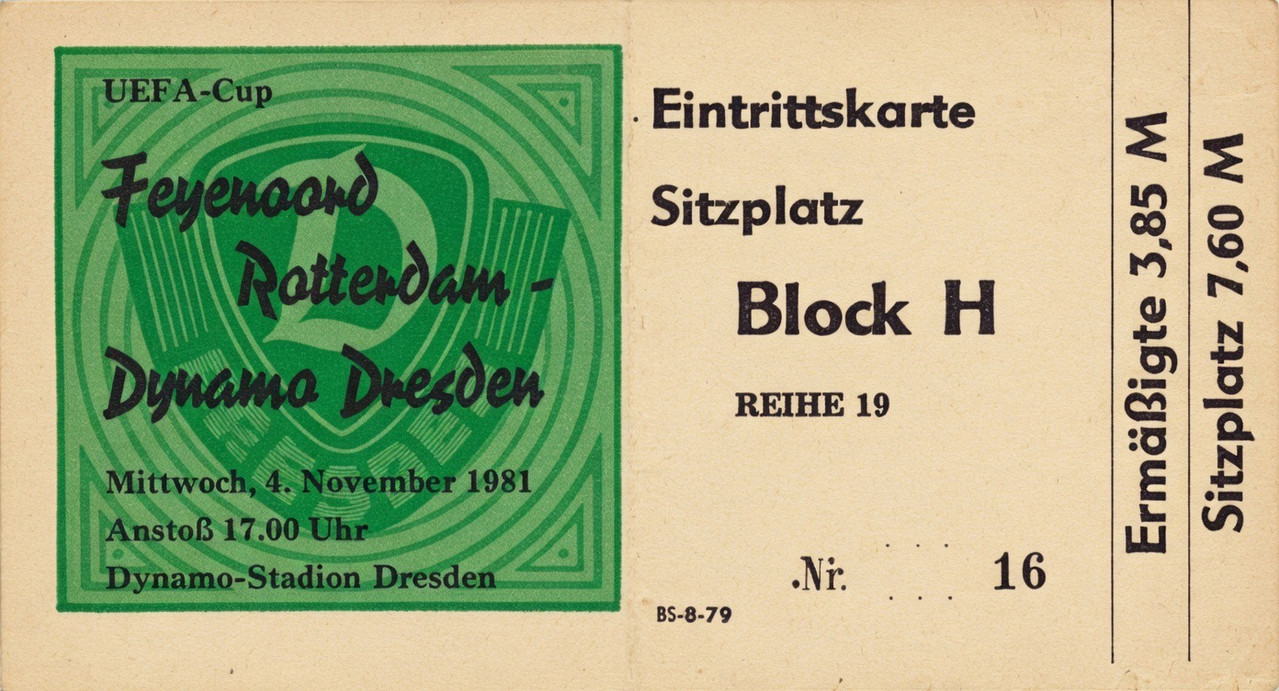 UEFA-Cup
Feyenoord
Rotterdam -
Dynamo Dresden
Mittwoch, 4. November 1981
Anstoß 17.00 Uhr
Dynamo-Stadion Dresden
Eintrittskarte
Sitzplatz
Block H
REIHE 19
.Nr. 16
BS-8-79
Ermäßigte 3,85 M
Sitzplatz 7,60 M